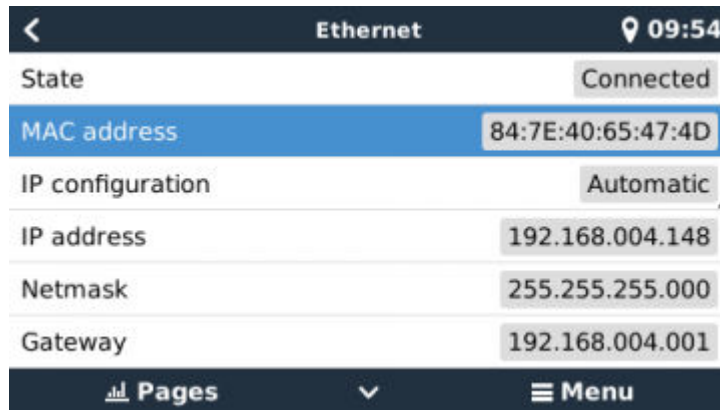 Ethernet 09:54
State Connected
MAC address 84:7E:40:65:47:4D
IP configuration Automatic
IP address 192.168.004.148
Netmask 255.255.255.000
Gateway 192.168.004.001
Pages Menu